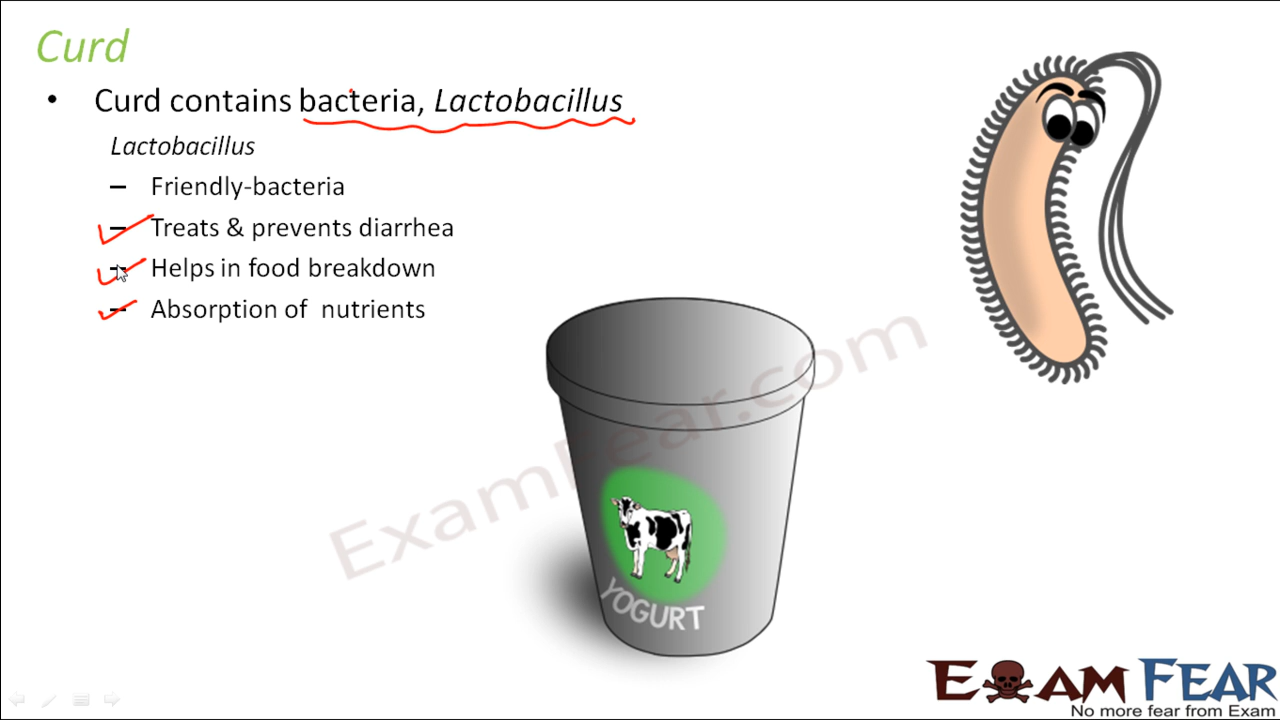 Curd
• Curd contains bacteria, Lactobacillus
Lactobacillus
– Friendly-bacteria
– Treats & prevents diarrhea
– Helps in food breakdown
– Absorption of nutrients
ExamFear.com
YOGURT
EXAM FEAR
No more fear from Exam